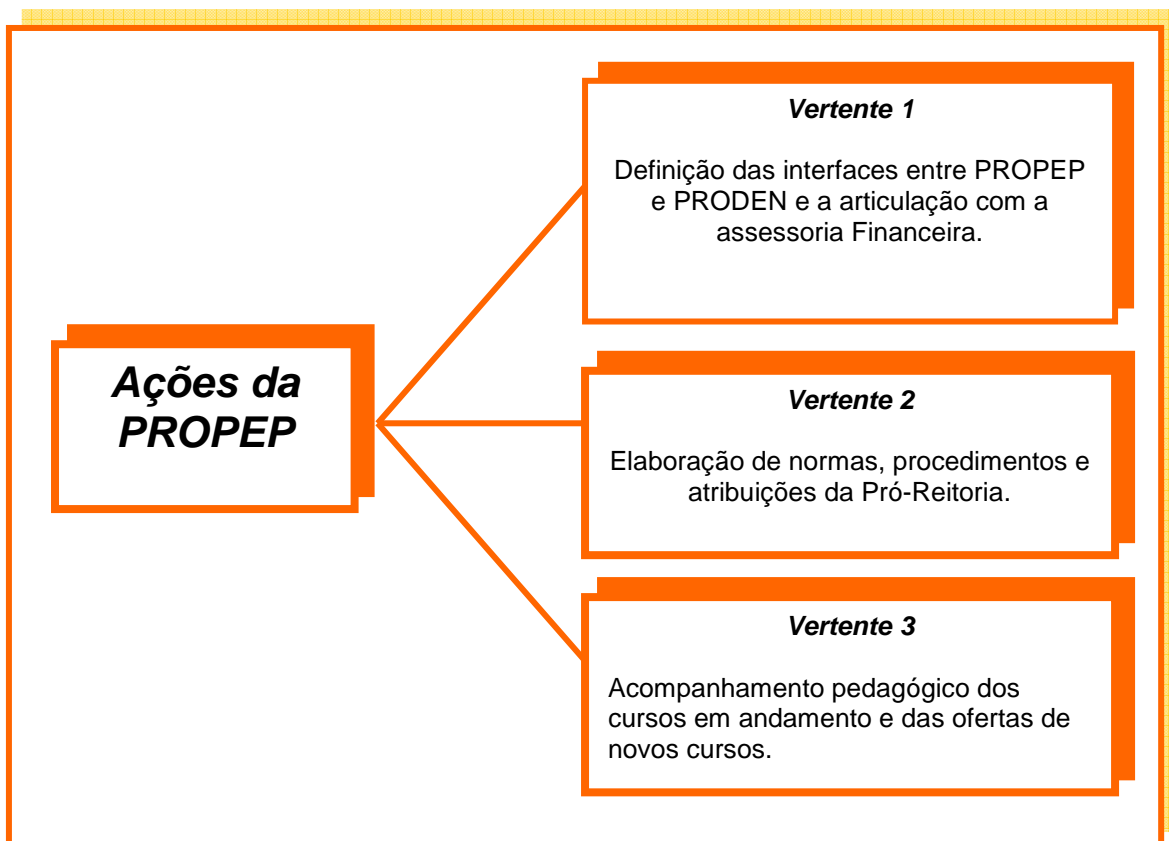 Ações da
PROPEP
Vertente 1
Definição das interfaces entre PROPEP
e PRODEN e a articulação com a
assessoria Financeira.
Vertente 2
Elaboração de normas, procedimentos e
atribuições da Pró-Reitoria.
Vertente 3
Acompanhamento pedagógico dos
cursos em andamento e das ofertas de
novos cursos.